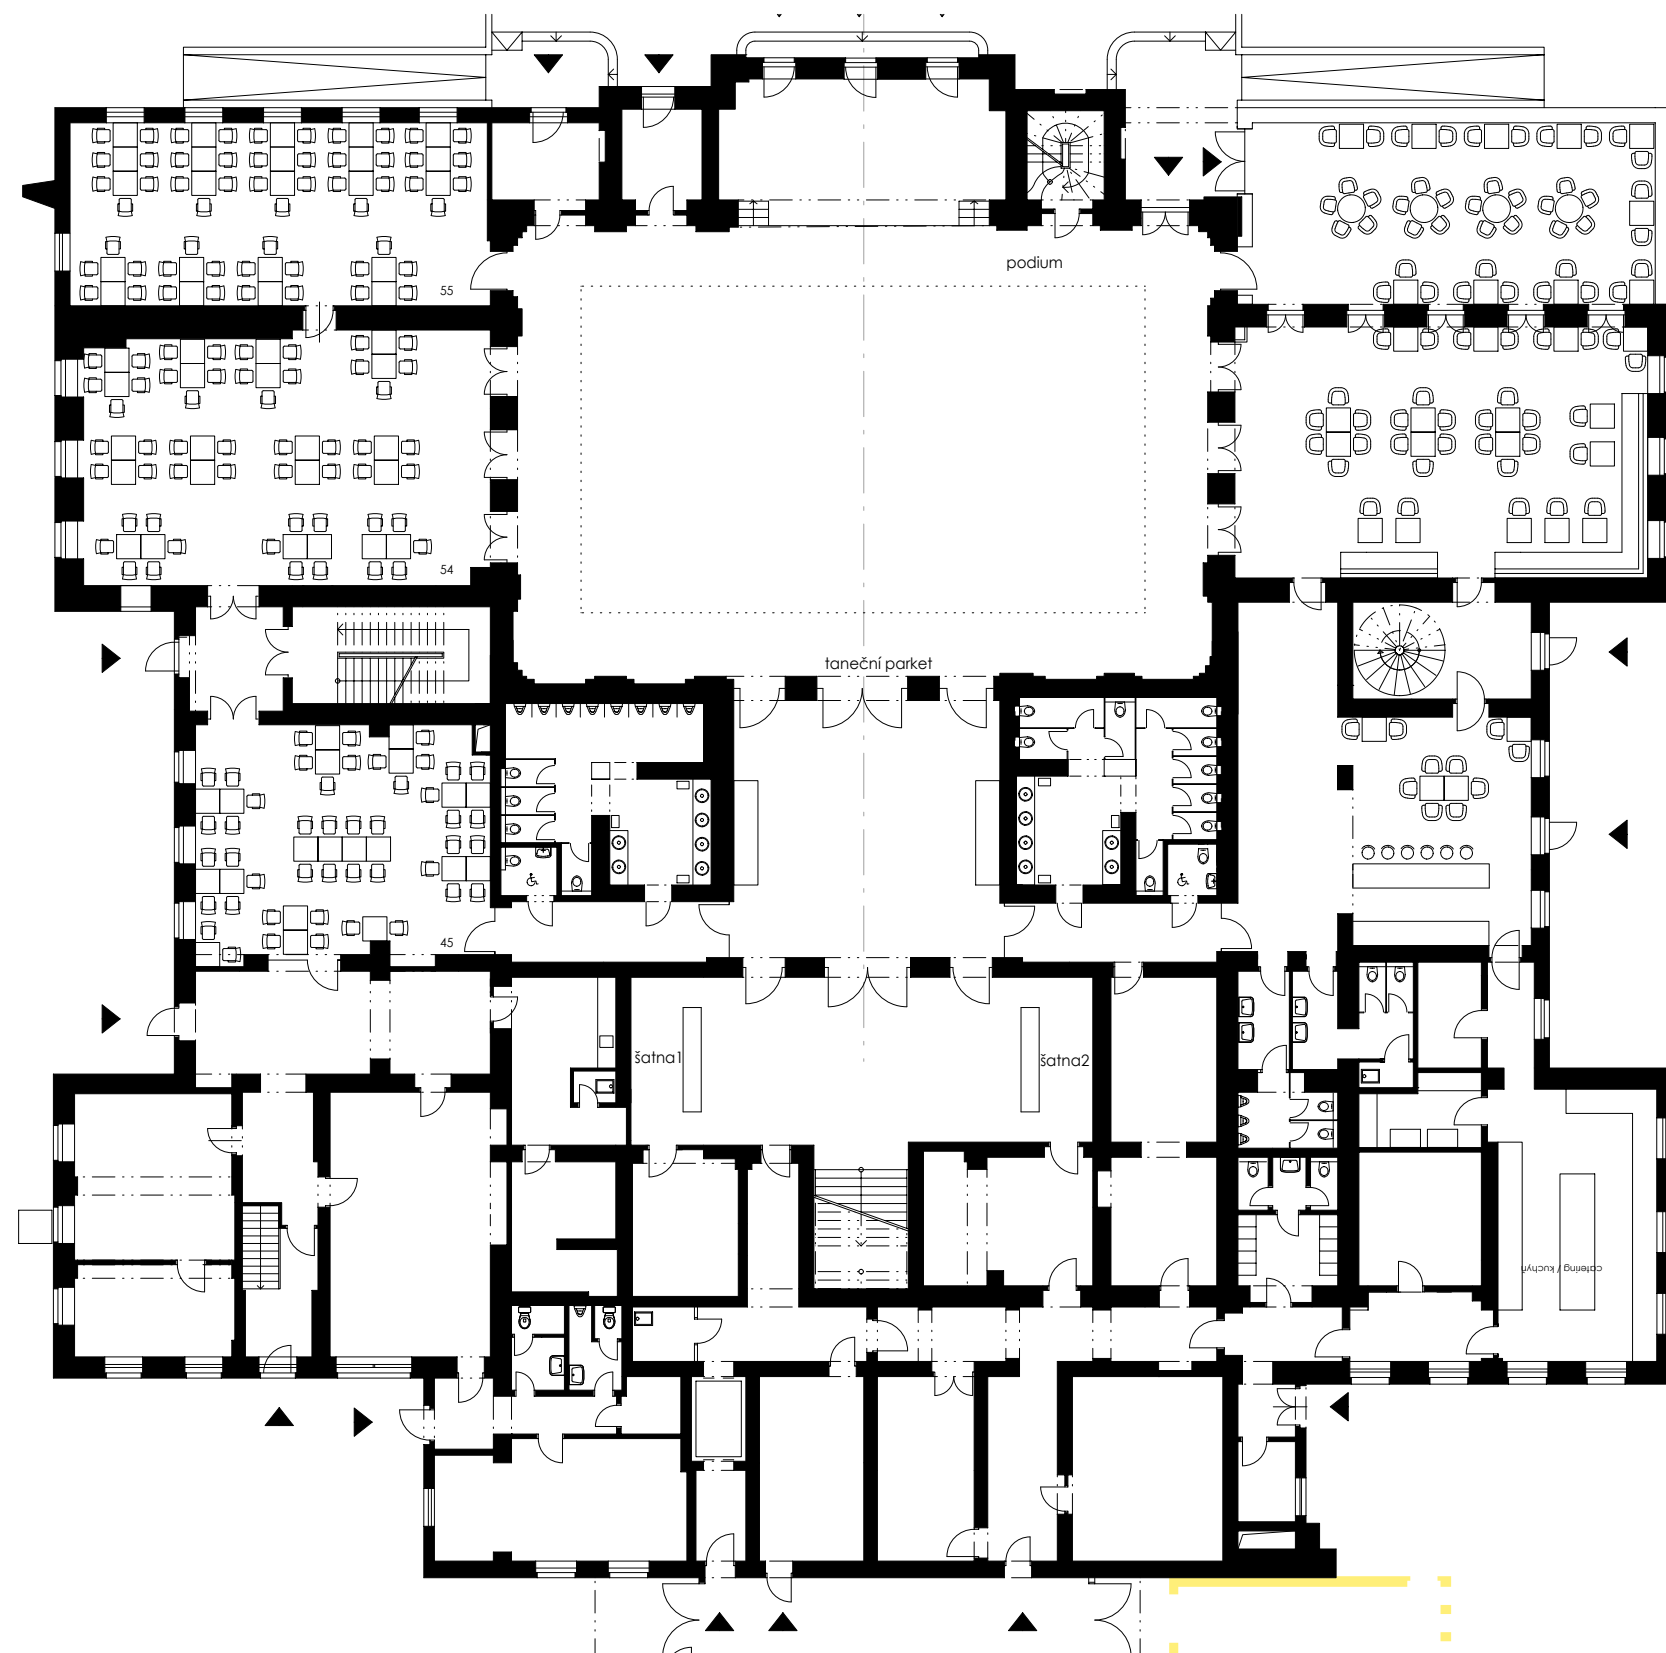 podium
55
54
taneční parket
45
šatna1
šatna2
catering / kuchyň